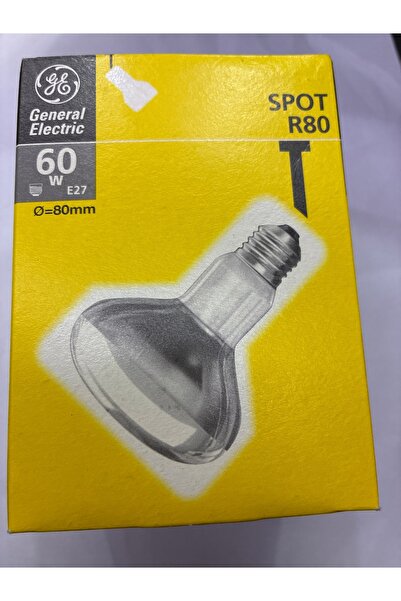 GE
General
Electric
60
W
E27
Ø=80mm
SPOT
R80